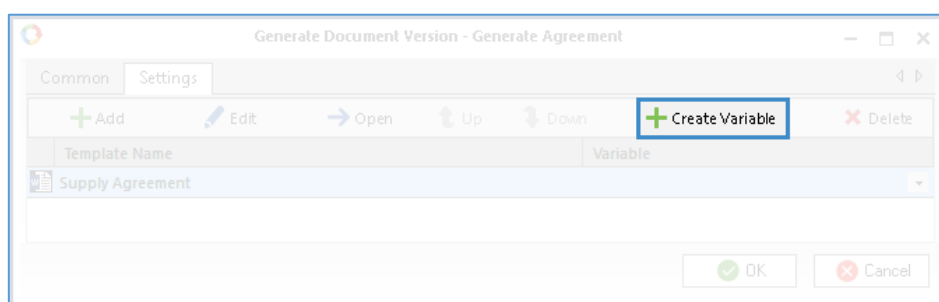 Generate Document Version - Generate Agreement
Common Settings
Add Edit Open Up Down Create Variable Delete
Template Name Variable
Supply Agreement
OK Cancel